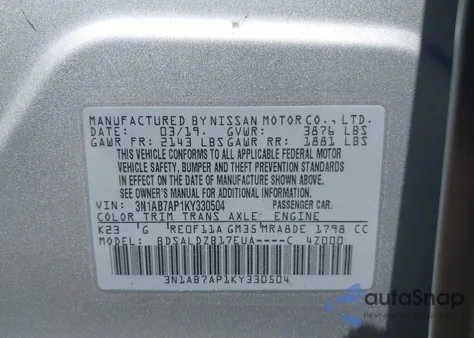 MANUFACTURED BY NISSAN MOTOR CO., LTD.
DATE: 03/19. GVWR: 3876 LBS
GAWR FR: 2143 LBS GAWR RR: 1881 LBS
THIS VEHICLE CONFORMS TO ALL APPLICABLE FEDERAL MOTOR
VEHICLE SAFETY, BUMPER AND THEFT PREVENTION STANDARDS
IN EFFECT ON THE DATE OF MANUFACTURE SHOWN ABOVE.
SEE OWNER'S MANUAL FOR ADDITIONAL INFORMATION
VIN: 3N1AB7AP1KY330504 PASSENGER CAR.
COLOR TRIM TRANS AXLE ENGINE
K23 G RE0F11A GM35 MRA8DE 1798 CC
MODEL: BDSALDZB17EUA----C 4Z000
3N1AB7AP1KY330504
autoSnap